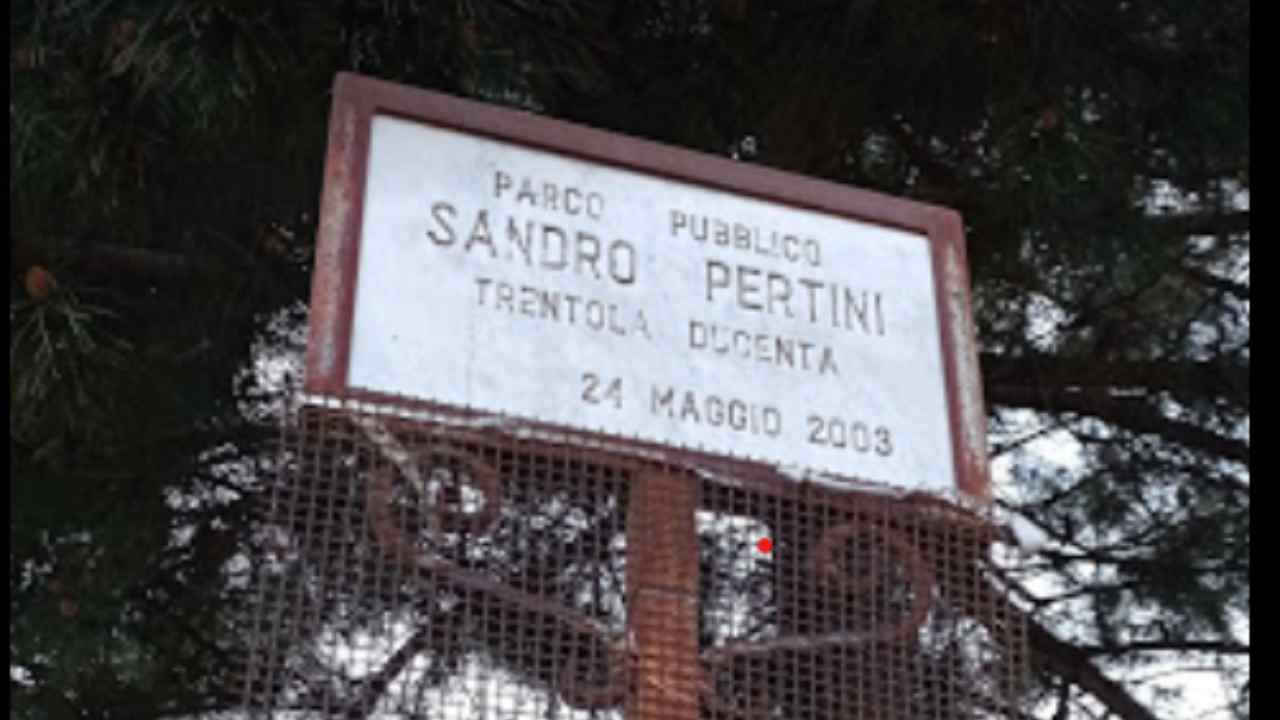 PARCO PUBBLICO
SANDRO PERTINI
TRENTOLA DUCENTA
24 MAGGIO 2003